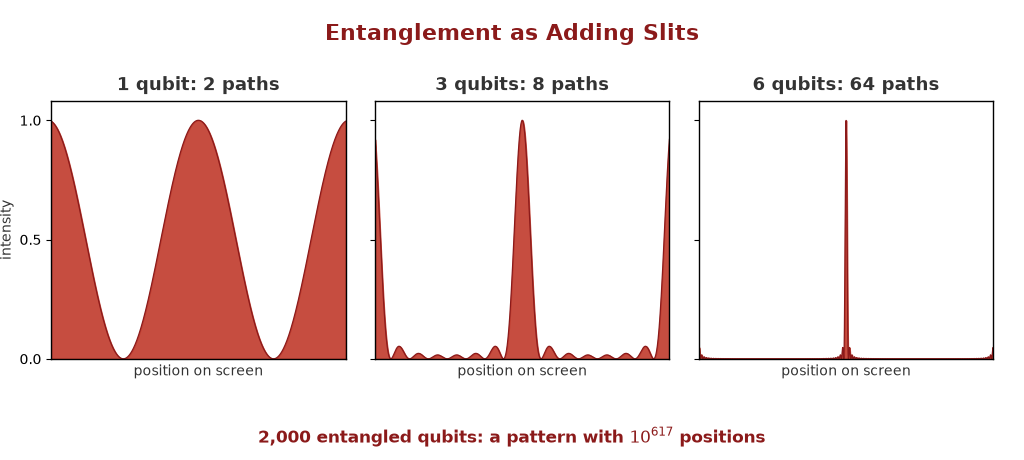 Entanglement as Adding Slits
1 qubit: 2 paths
3 qubits: 8 paths
6 qubits: 64 paths
1.0
0.5
0.0
intensity
position on screen
position on screen
position on screen
2,000 entangled qubits: a pattern with 10^617 positions